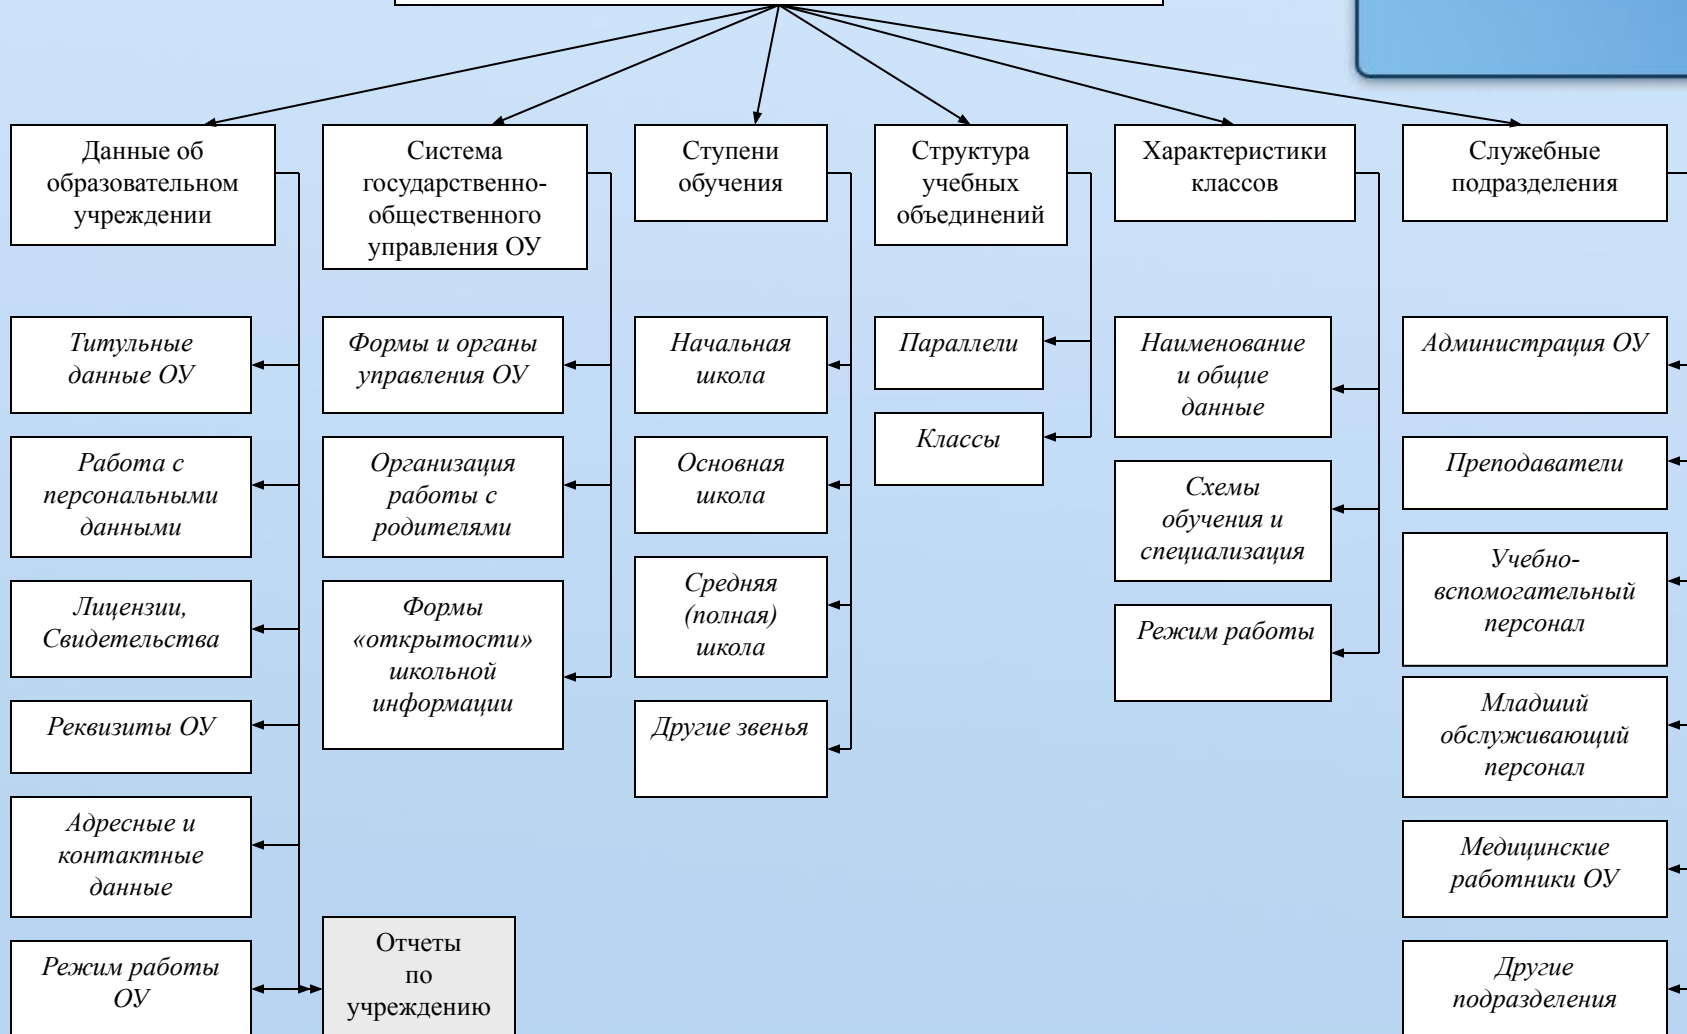 Данные об
образовательном
учреждении
Система
государственно-
общественного
управления ОУ
Ступени
обучения
Структура
учебных
объединений
Характеристики
классов
Служебные
подразделения
Титульные
данные ОУ
Работа с
персональными
данными
Лицензии,
Свидетельства
Реквизиты ОУ
Адресные и
контактные
данные
Режим работы
ОУ
Формы и органы
управления ОУ
Организация
работы с
родителями
Формы
«открытости»
школьной
информации
Отчеты
по
учреждению
Начальная
школа
Основная
школа
Средняя
(полная)
школа
Другие звенья
Параллели
Классы
Наименование
и общие
данные
Схемы
обучения и
специализация
Режим работы
Администрация ОУ
Преподаватели
Учебно-
вспомогательный
персонал
Младший
обслуживающий
персонал
Медицинские
работники ОУ
Другие
подразделения